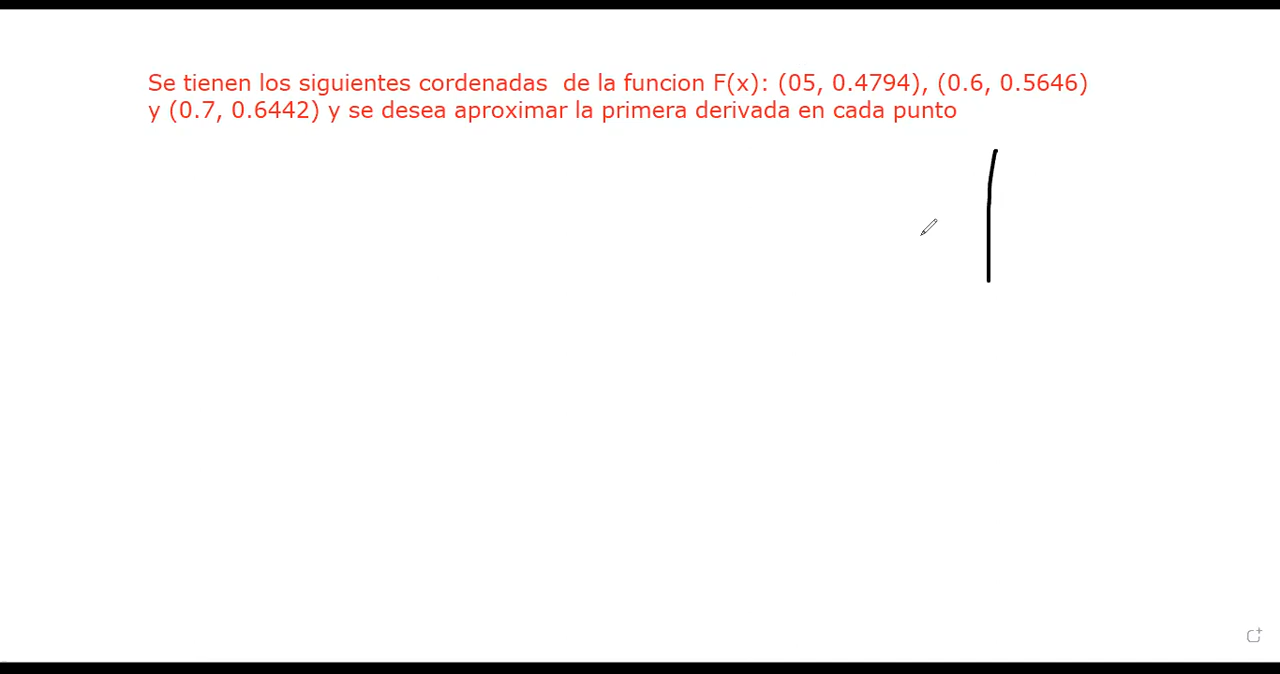 Se tienen los siguientes cordenadas  de la funcion F(x): (05, 0.4794), (0.6, 0.5646)
y (0.7, 0.6442) y se desea aproximar la primera derivada en cada punto